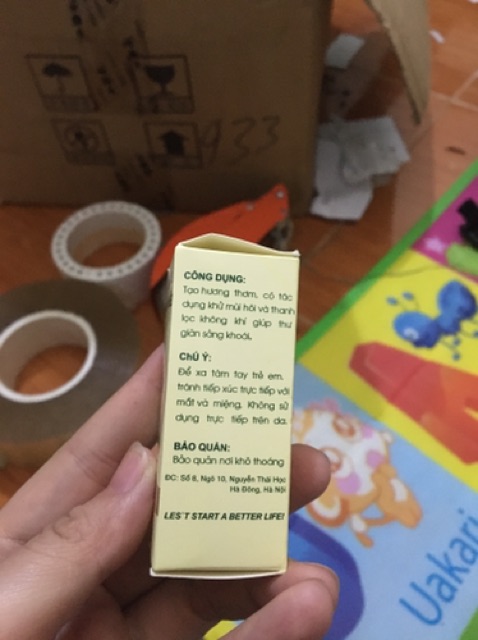 933
CÔNG DỤNG:
Tạo hương thơm, có tác
dụng khử mùi hôi và thanh
lọc không khí giúp thư
giãn sảng khoái.
CHÚ Ý:
Để xa tầm tay trẻ em,
tránh tiếp xúc trực tiếp với
mắt và miệng. Không sử
dụng trực tiếp trên da.
BẢO QUẢN:
Bảo quản nơi khô thoáng
ĐC: Số 8, Ngõ 10, Nguyễn Thái Học
Hà Đông, Hà Nội
LES'T START A BETTER LIFE!
Uakari